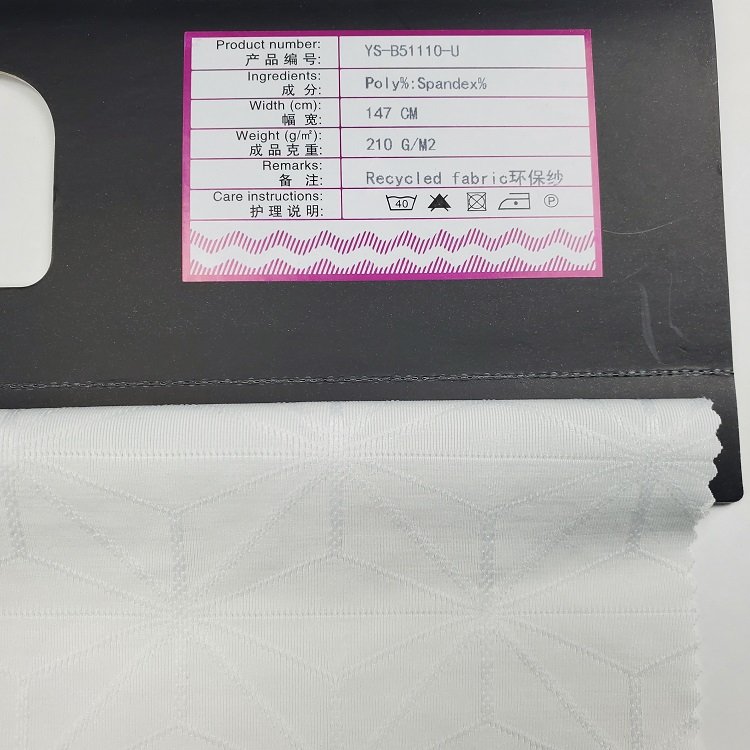 Product number: YS-B51110-U
产品编号:
Ingredients: Poly%:Spandex%
成分:
Width (cm): 147 CM
幅宽:
Weight (g/㎡): 210 G/M2
成品克重:
Remarks: Recycled fabric环保纱
备注:
Care instructions: 40 P
护理说明: